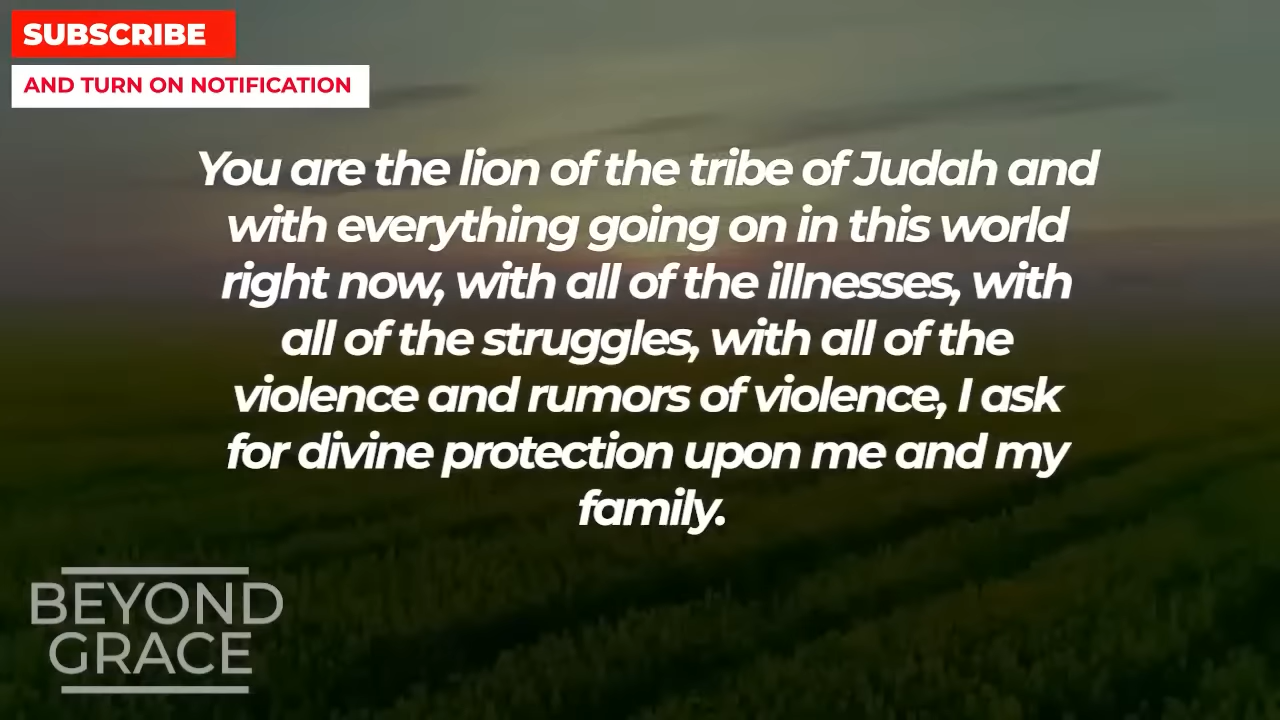 SUBSCRIBE
AND TURN ON NOTIFICATION
You are the lion of the tribe of Judah and
with everything going on in this world
right now, with all of the illnesses, with
all of the struggles, with all of the
violence and rumors of violence, I ask
for divine protection upon me and my
family.
BEYOND
GRACE